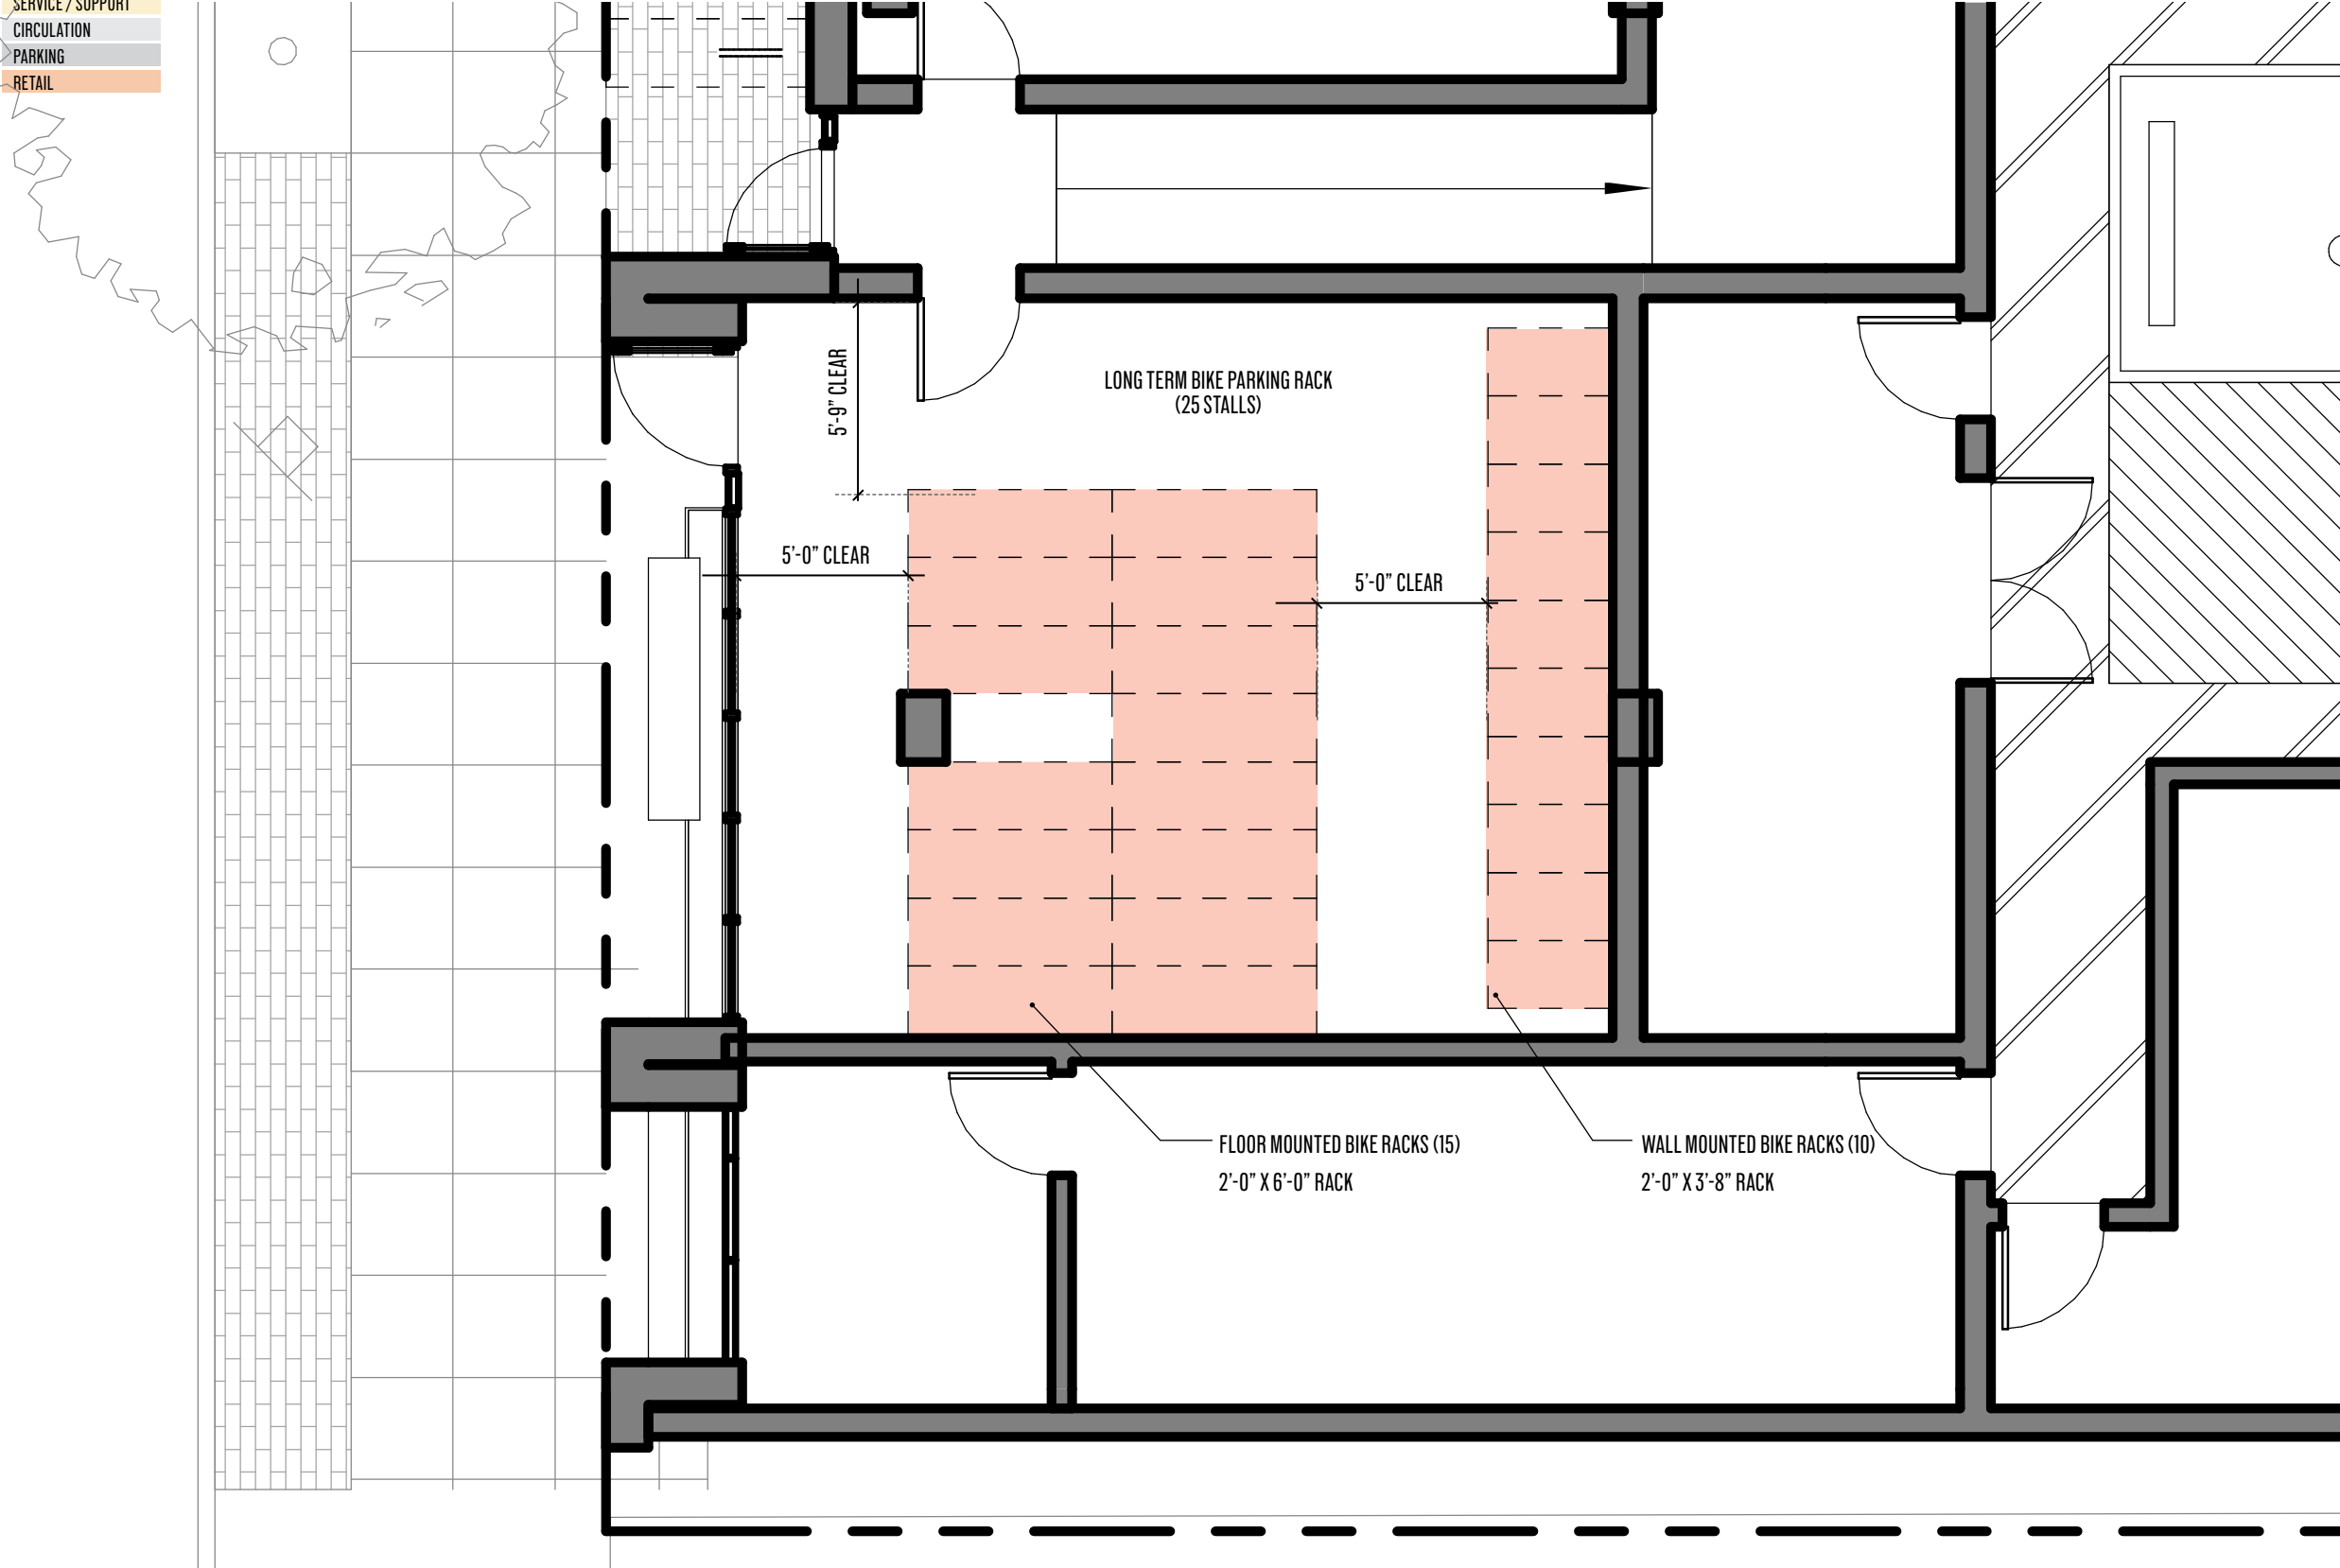 SERVICE / SUPPORT
CIRCULATION
PARKING
RETAIL
5'-9" CLEAR
LONG TERM BIKE PARKING RACK
(25 STALLS)
5'-0" CLEAR
5'-0" CLEAR
FLOOR MOUNTED BIKE RACKS (15)
2'-0" X 6'-0" RACK
WALL MOUNTED BIKE RACKS (10)
2'-0" X 3'-8" RACK